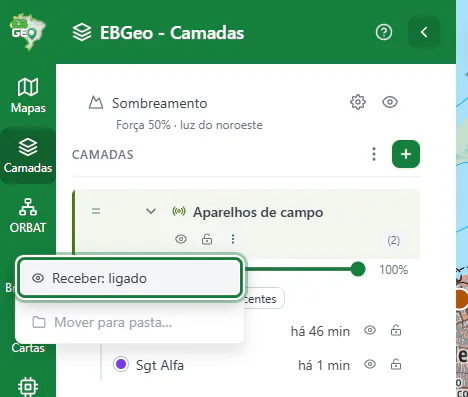 EB
GEO
EBGeo - Camadas
Mapas
Sombreamento
Força 50% · luz do noroeste
Camadas
CAMADAS
ORBAT
Aparelhos de campo
(2)
100%
Receber: ligado
Mover para pasta...
há 46 min
Cartas
Sgt Alfa
há 1 min